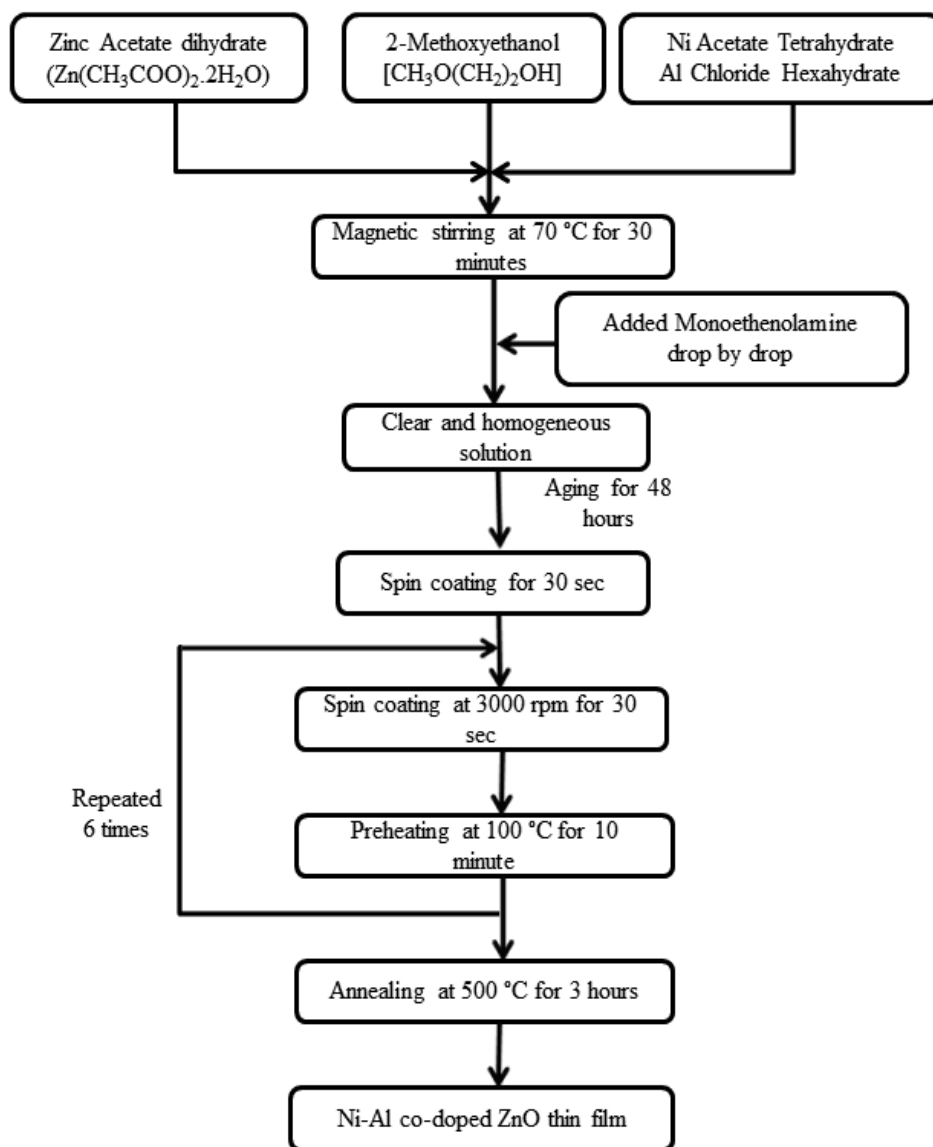 Zinc Acetate dihydrate
(Zn(CH₃COO)₂.2H₂O)
2-Methoxyethanol
[CH₃O(CH₂)₂OH]
Ni Acetate Tetrahydrate
Al Chloride Hexahydrate
Magnetic stirring at 70 °C for 30
minutes
Added Monoethenolamine
drop by drop
Clear and homogeneous
solution
Aging for 48
hours
Spin coating for 30 sec
Spin coating at 3000 rpm for 30
sec
Repeated
6 times
Preheating at 100 °C for 10
minute
Annealing at 500 °C for 3 hours
Ni-Al co-doped ZnO thin film